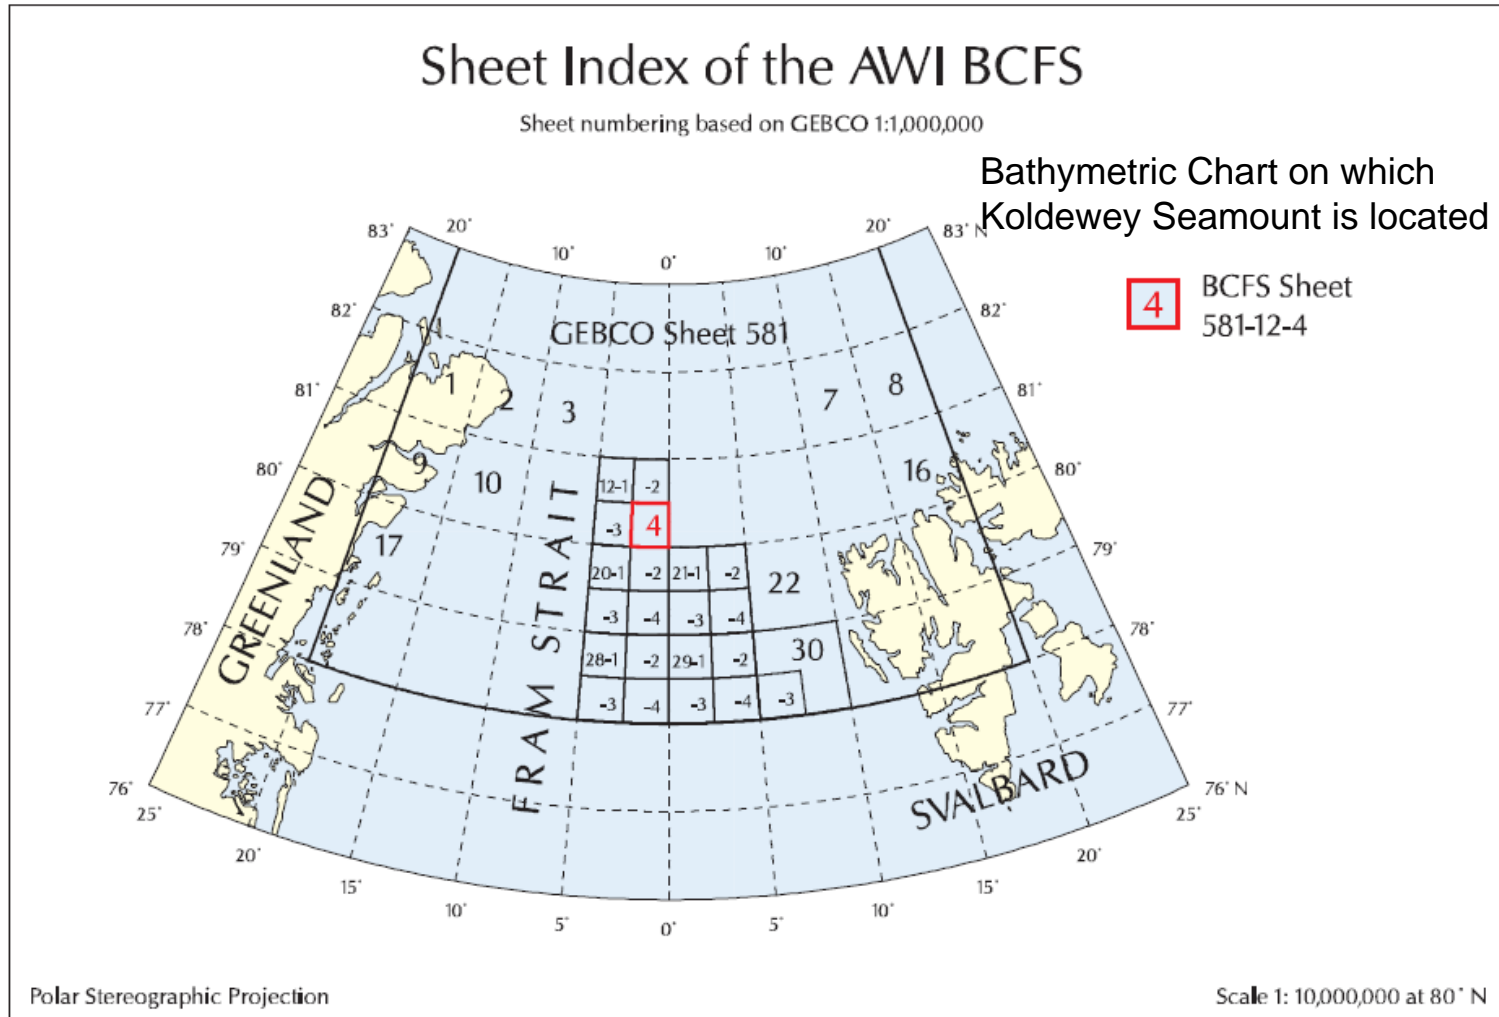 Sheet Index of the AWI BCFS
Sheet numbering based on GEBCO 1:1,000,000
Bathymetric Chart on which
Koldewey Seamount is located
4 BCFS Sheet
581-12-4
83° 20° 10° 0° 10° 20° 83° N
82° 82°
GEBCO Sheet 581
81° 1 2 3 7 8 81°
80° 9 10 12-1 -2 16 80°
-3 4
79° 17 20-1 -2 21-1 -2 22 79°
78° -3 -4 -3 -4 78°
28-1 -2 29-1 -2 30
77° -3 -4 -3 -4 -3 77°
GREENLAND
FRAM STRAIT
SVALBARD
76° 76° N
25° 25°
20° 15° 10° 5° 0° 5° 10° 15° 20°
Polar Stereographic Projection
Scale 1: 10,000,000 at 80° N